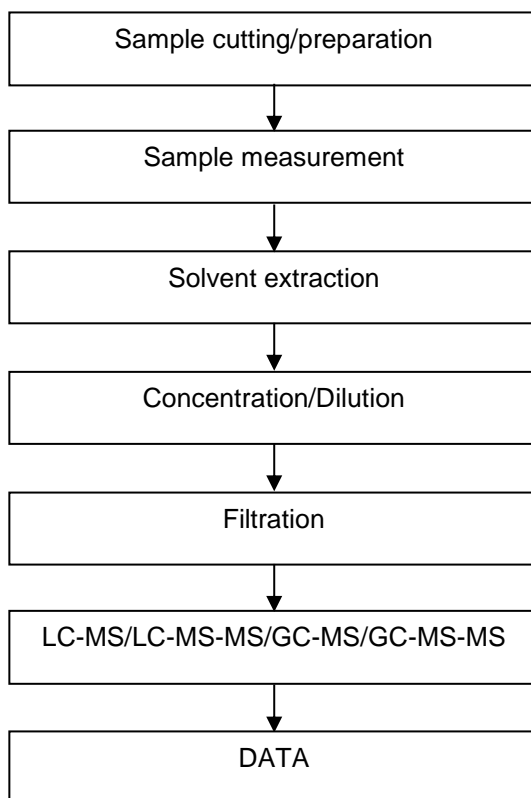 Sample cutting/preparation
Sample measurement
Solvent extraction
Concentration/Dilution
Filtration
LC-MS/LC-MS-MS/GC-MS/GC-MS-MS
DATA